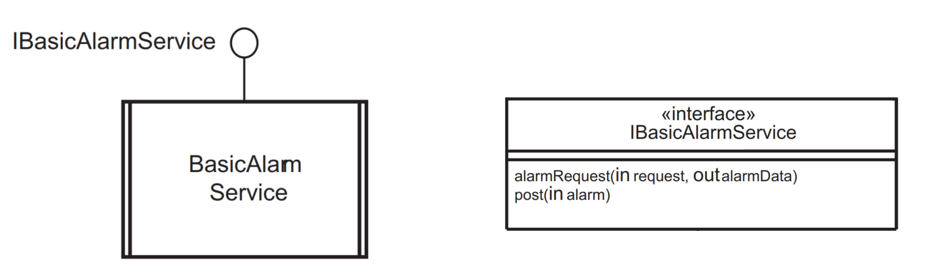 IBasicAlarmService
BasicAlarm
Service
«interface»
IBasicAlarmService
alarmRequest(in request, out alarmData)
post(in alarm)